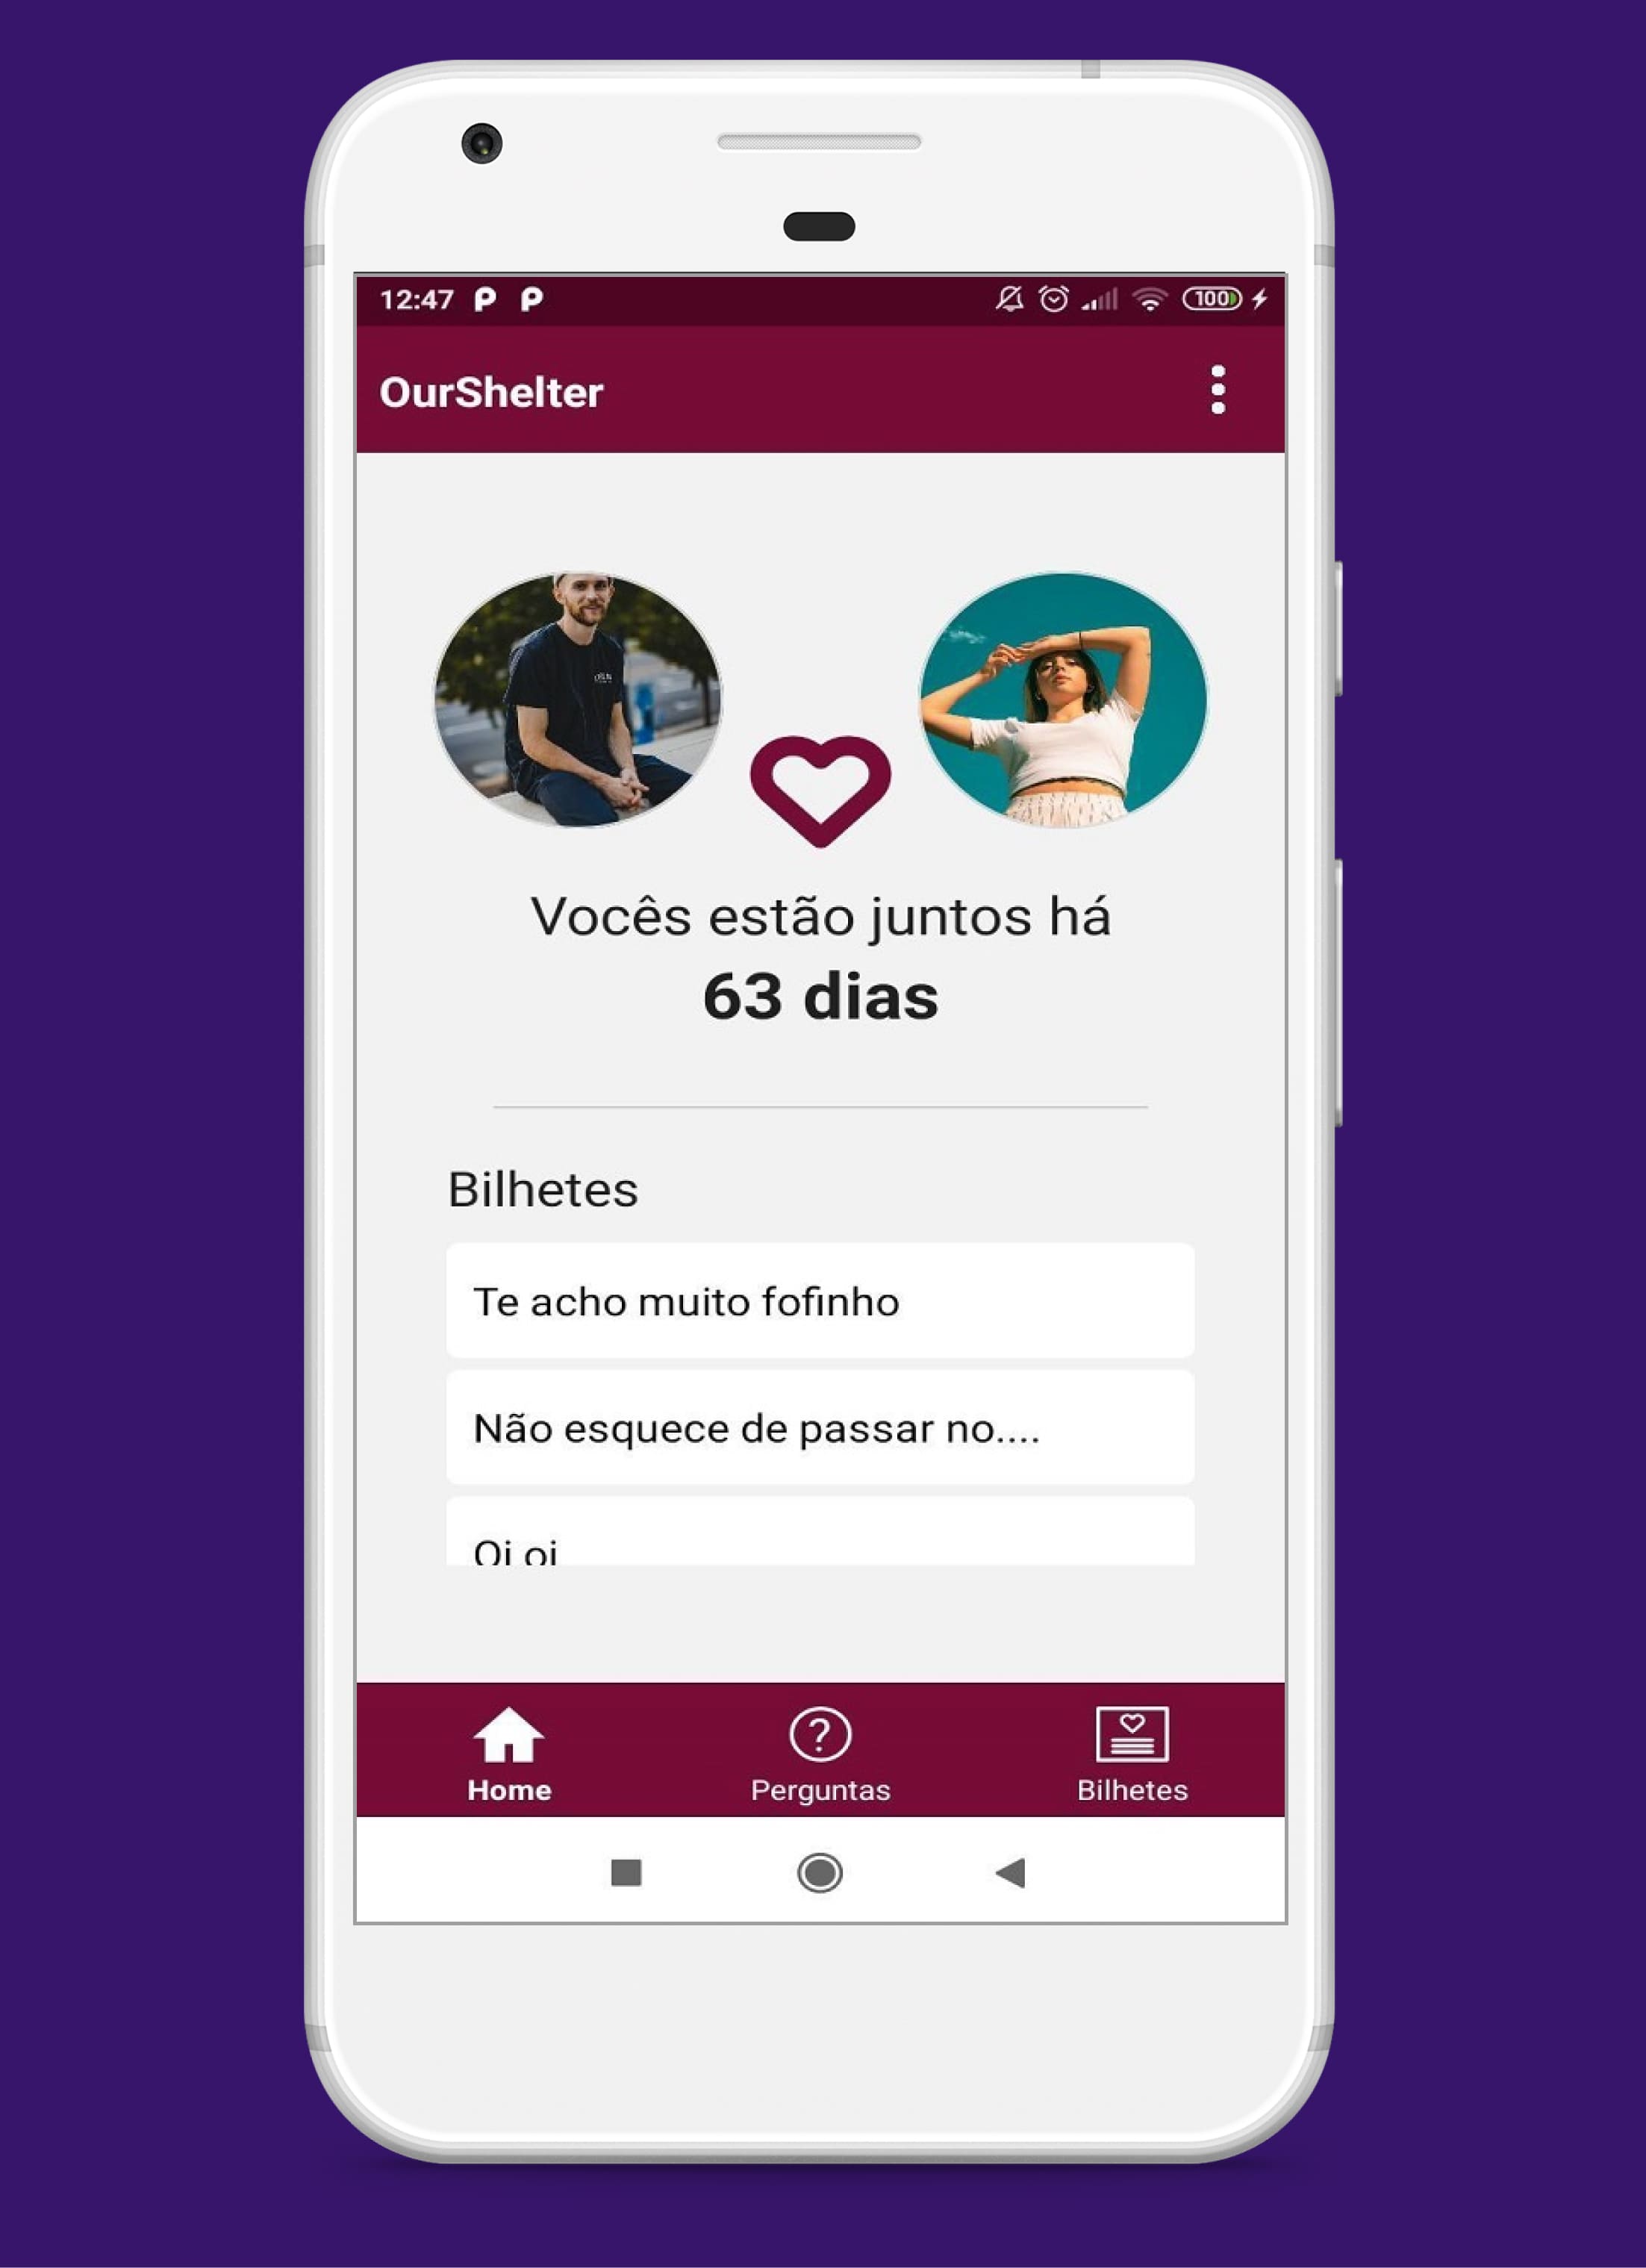 12:47
100
OurShelter
Vocês estão juntos há
63 dias
Bilhetes
Te acho muito fofinho
Não esquece de passar no....
Oi oi
?
Home
Perguntas
Bilhetes